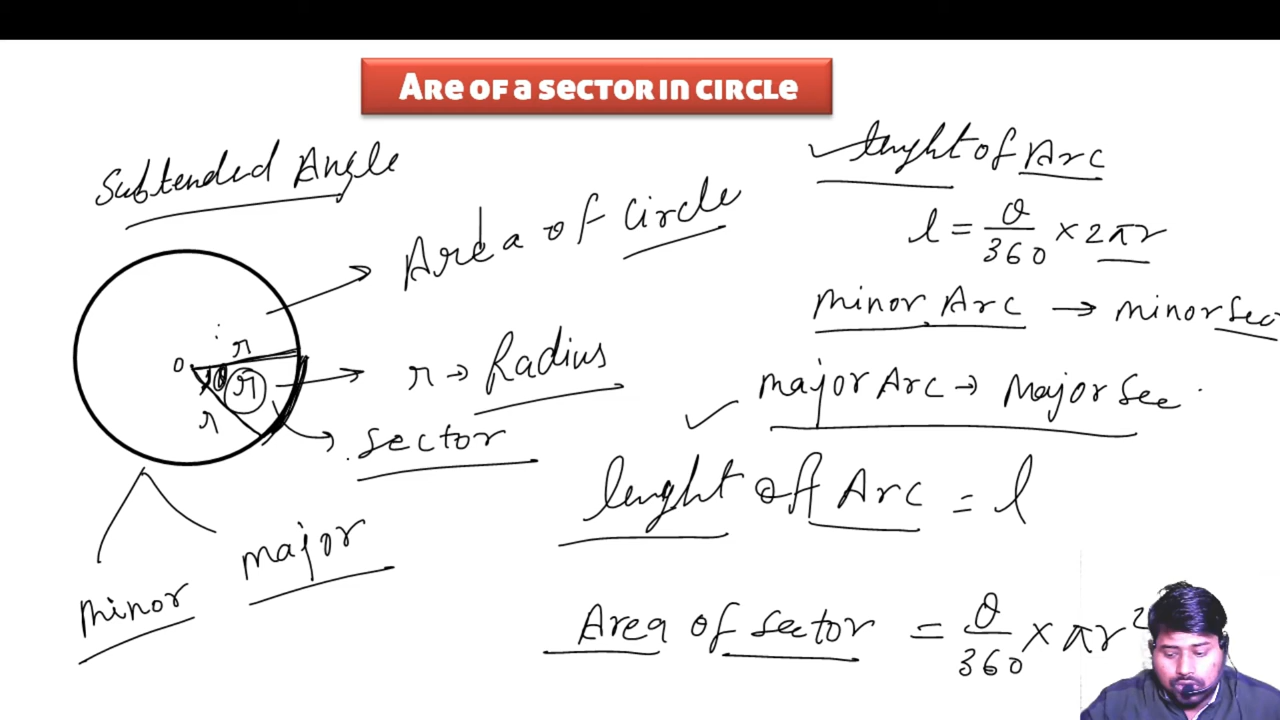 Are of a sector in circle
Subtended Angle
Area of circle
r → Radius
sector
O
r
θ
r
r
minor
major
lenght of Arc
l = θ/360 × 2πr
minor Arc → minor Sec
major Arc → Major Sec
lenght of Arc = l
Area of sector = θ/360 × πr²